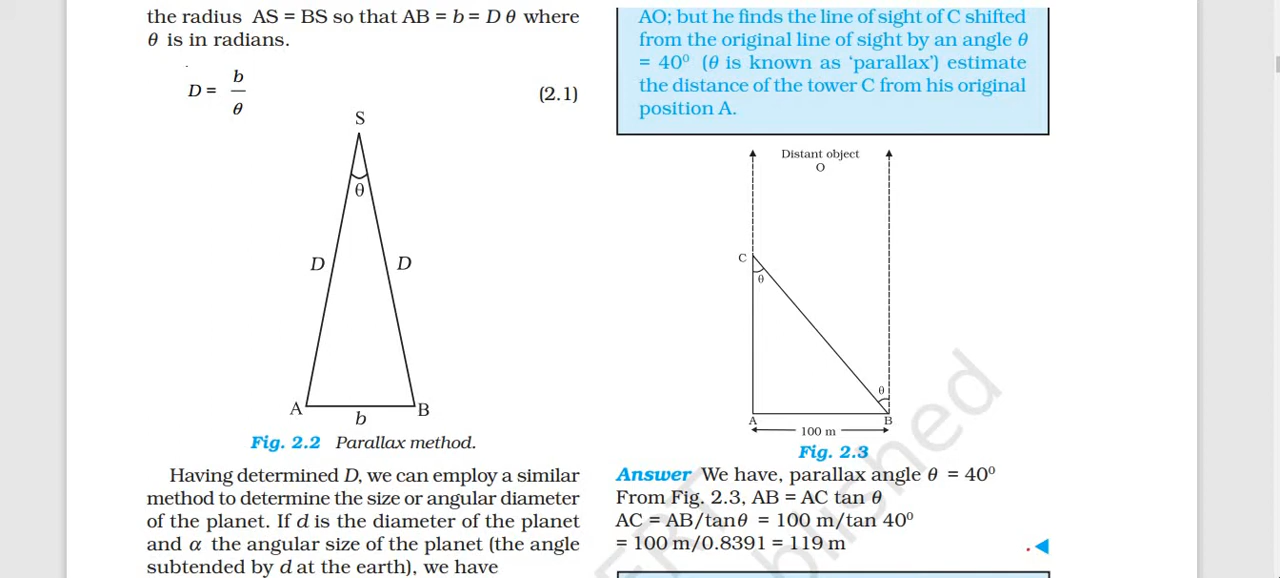 the radius AS = BS so that AB = b = D θ where
θ is in radians.
D = b/θ (2.1)
S
θ
D D
A B
b
Fig. 2.2 Parallax method.
Having determined D, we can employ a similar
method to determine the size or angular diameter
of the planet. If d is the diameter of the planet
and α the angular size of the planet (the angle
subtended by d at the earth), we have
AO; but he finds the line of sight of C shifted
from the original line of sight by an angle θ
= 40⁰ (θ is known as ‘parallax’) estimate
the distance of the tower C from his original
position A.
Distant object
O
C
θ
θ
A B
100 m
Fig. 2.3
Answer We have, parallax angle θ = 40⁰
From Fig. 2.3, AB = AC tan θ
AC = AB/tanθ = 100 m/tan 40⁰
= 100 m/0.8391 = 119 m